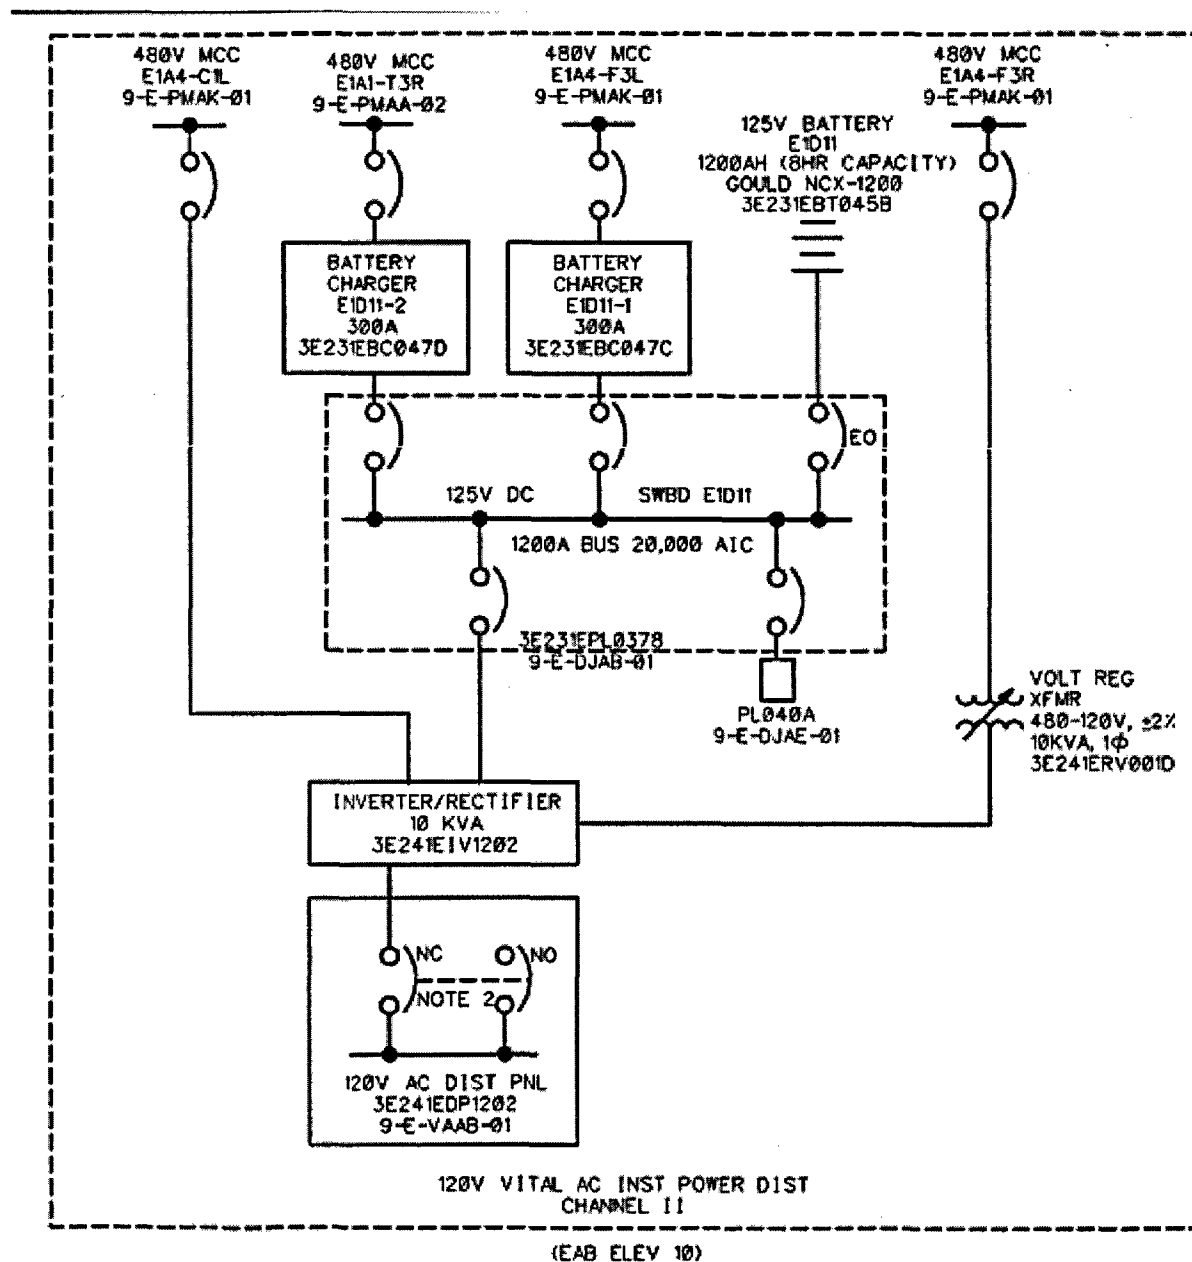 480V MCC
E1A4-C1L
9-E-PMAK-01
480V MCC
E1A1-T3R
9-E-PMAA-02
480V MCC
E1A4-F3L
9-E-PMAK-01
480V MCC
E1A4-F3R
9-E-PMAK-01
125V BATTERY
E1D11
1200AH (8HR CAPACITY)
GOULD NCX-1200
3E231EBT045B
BATTERY
CHARGER
E1D11-2
300A
3E231EBC047D
BATTERY
CHARGER
E1D11-1
300A
3E231EBC047C
EO
125V DC
SWBD E1D11
1200A BUS 20,000 AIC
3E231EPL037B
9-E-DJAB-01
PL040A
9-E-DJAE-01
VOLT REG
XFMR
480-120V, ±2%
10KVA, 1ϕ
3E241ERV001D
INVERTER/RECTIFIER
10 KVA
3E241EIV1202
NC
NO
NOTE 2
120V AC DIST PNL
3E241EDP1202
9-E-VAAB-01
120V VITAL AC INST POWER DIST
CHANNEL II
(EAB ELEV 10)